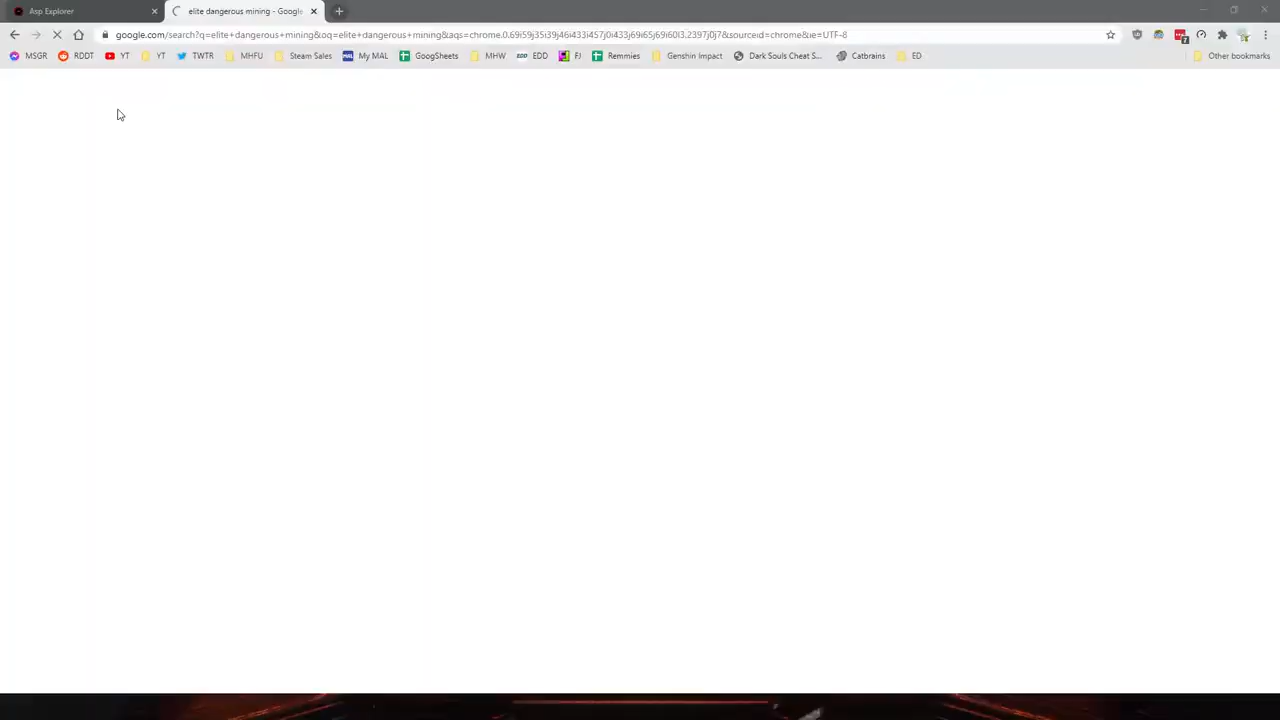 Asp Explorer
elite dangerous mining - Google
google.com/search?q=elite+dangerous+mining&oq=elite+dangerous+mining&aqs=chrome.0.69i59j35i39j46i433i457j0i433j69i65j69i60l3.2397j0j7&sourceid=chrome&ie=UTF-8
MSGR RDDT YT YT TWTR MHFU Steam Sales My MAL GoogSheets MHW EDD FJ Remmies Genshin Impact Dark Souls Cheat S... Catbrains ED Other bookmarks